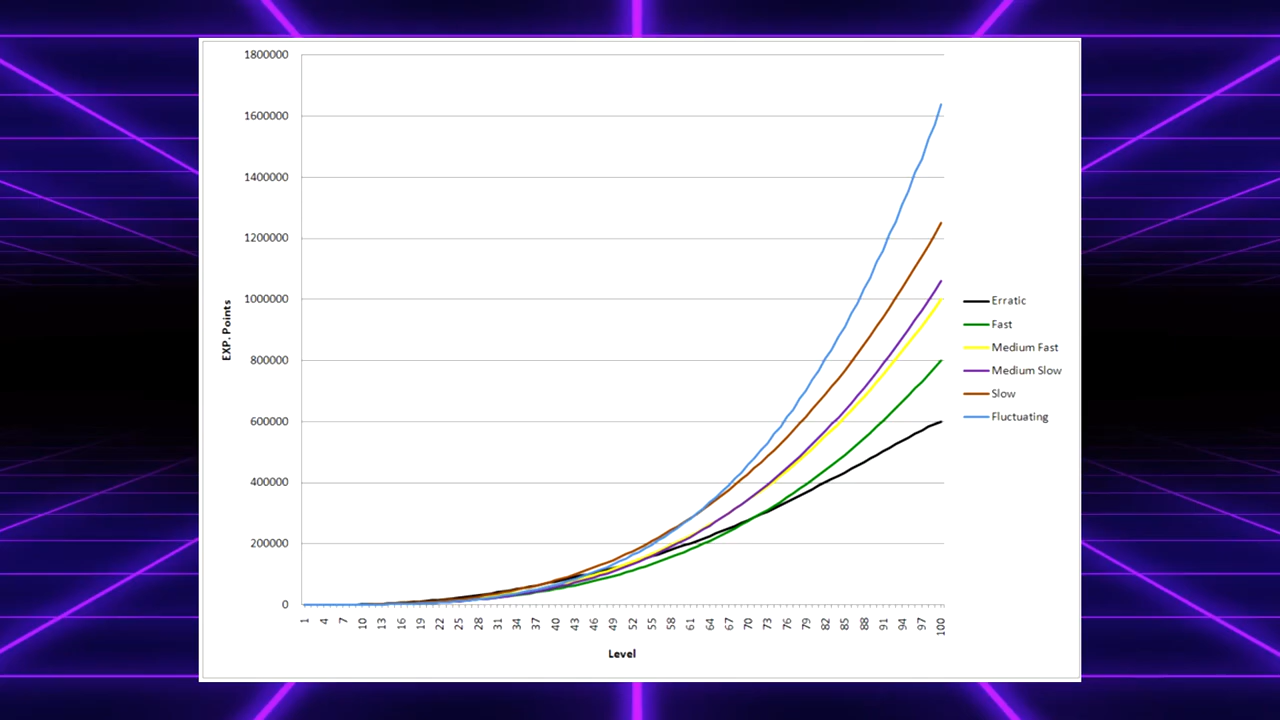 1800000
1600000
1400000
1200000
1000000
800000
600000
400000
200000
0
EXP. Points
1 4 7 10 13 16 19 22 25 28 31 34 37 40 43 46 49 52 55 58 61 64 67 70 73 76 79 82 85 88 91 94 97 100
Level
Erratic
Fast
Medium Fast
Medium Slow
Slow
Fluctuating